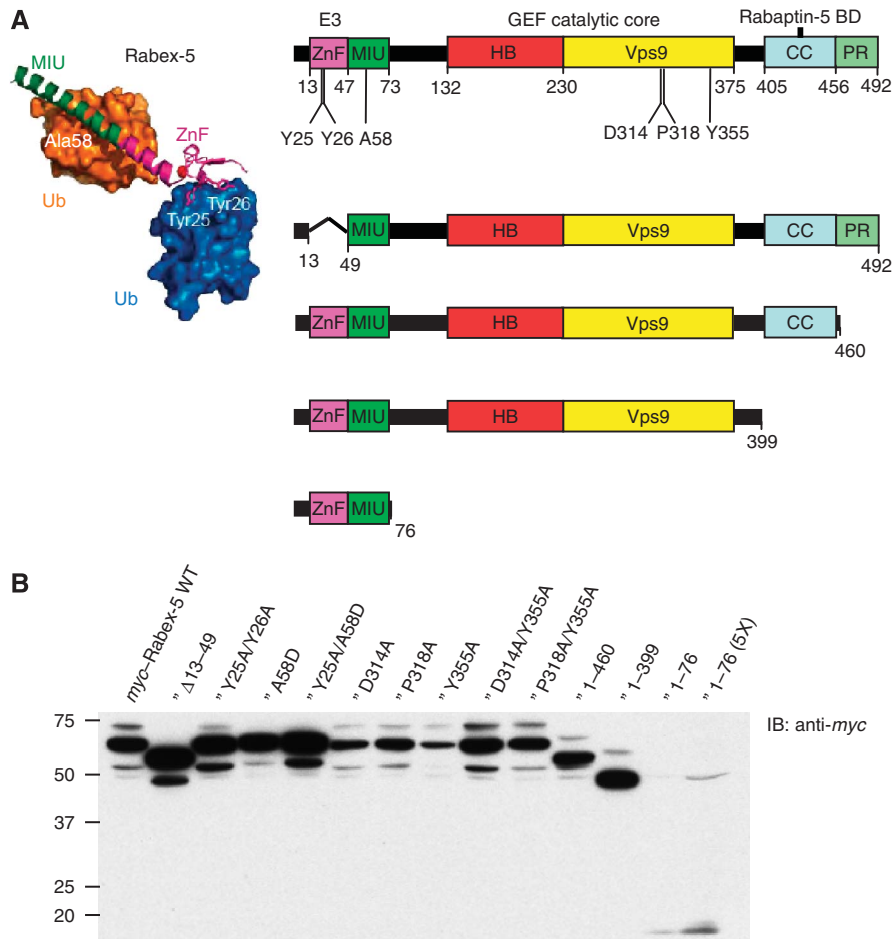 A
Rabex-5
MIU
Ala58
ZnF
Ub
Tyr25
Tyr26
Ub
E3
GEF catalytic core
Rabaptin-5 BD
ZnF MIU HB Vps9 CC PR
13 47 73 132 230 375 405 456 492
Y25 Y26 A58 D314 P318 Y355
MIU HB Vps9 CC PR
13 49 492
ZnF MIU HB Vps9 CC
460
ZnF MIU HB Vps9
399
ZnF MIU
76
B
myc–Rabex-5 WT
„ Δ13–49
„ Y25A/Y26A
„ A58D
„ Y25A/A58D
„ D314A
„ P318A
„ Y355A
„ D314A/Y355A
„ P318A/Y355A
„ 1–460
„ 1–399
„ 1–76
„ 1–76 (5X)
IB: anti-myc
75
50
37
25
20